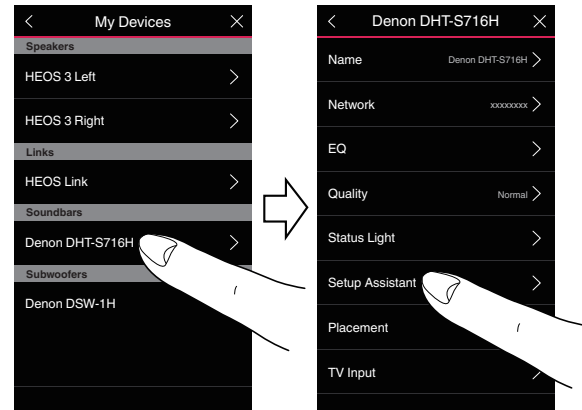 My Devices
Speakers
HEOS 3 Left
HEOS 3 Right
Links
HEOS Link
Soundbars
Denon DHT-S716H
Subwoofers
Denon DSW-1H
Denon DHT-S716H
Name Denon DHT-S716H
Network xxxxxxxx
EQ
Quality Normal
Status Light
Setup Assistant
Placement
TV Input